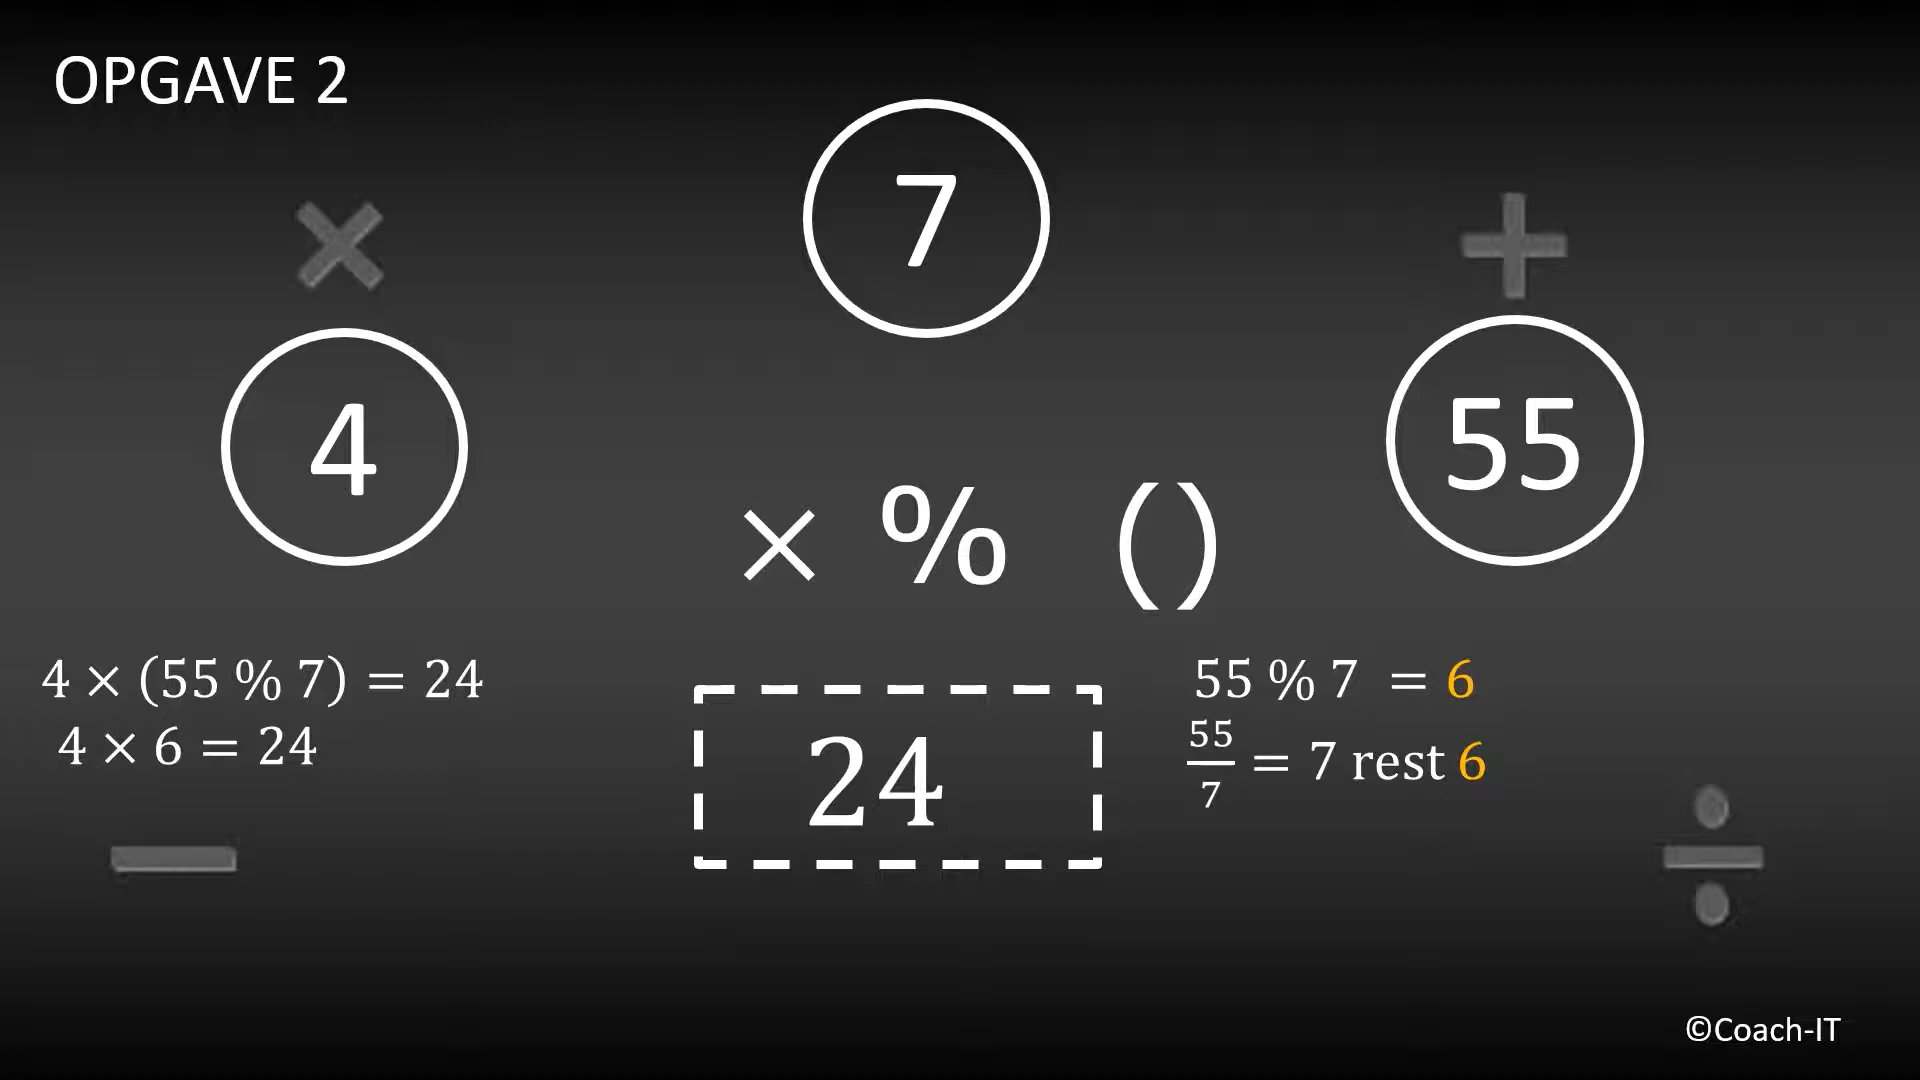 OPGAVE 2
7
4
55
× % ()
4 × (55 % 7) = 24
4 × 6 = 24
24
55 % 7 = 6
55/7 = 7 rest 6
©Coach-IT